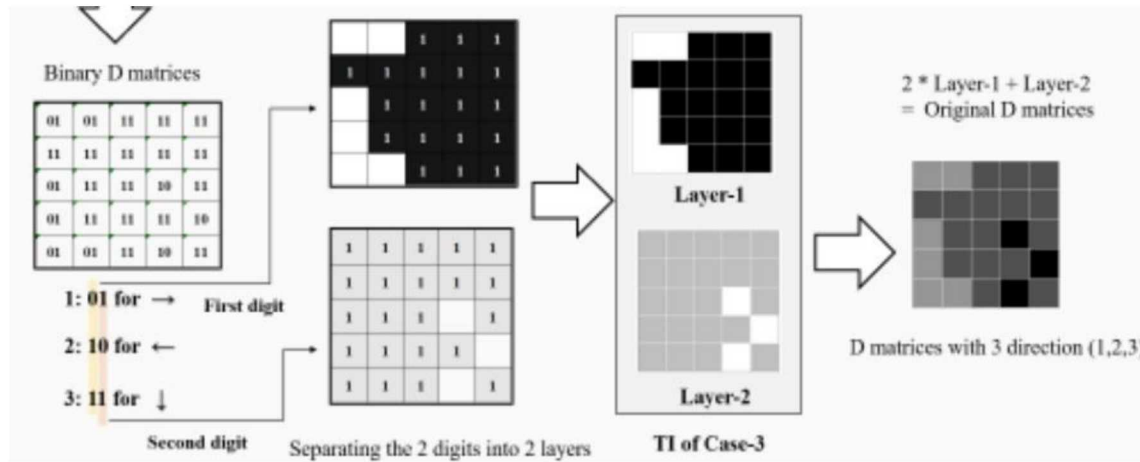 Binary D matrices
01 01 11 11 11
11 11 11 11 11
01 11 11 10 11
01 11 11 11 10
01 01 11 10 11
1: 01 for →
2: 10 for ←
3: 11 for ↓
First digit
Second digit
1 1 1
1 1 1 1 1
1 1 1 1
1 1 1 1
1 1 1
1 1 1 1 1
1 1 1 1 1
1 1 1 1
1 1 1 1
1 1 1 1
Separating the 2 digits into 2 layers
Layer-1
Layer-2
TI of Case-3
2 * Layer-1 + Layer-2
= Original D matrices
D matrices with 3 direction (1,2,3)